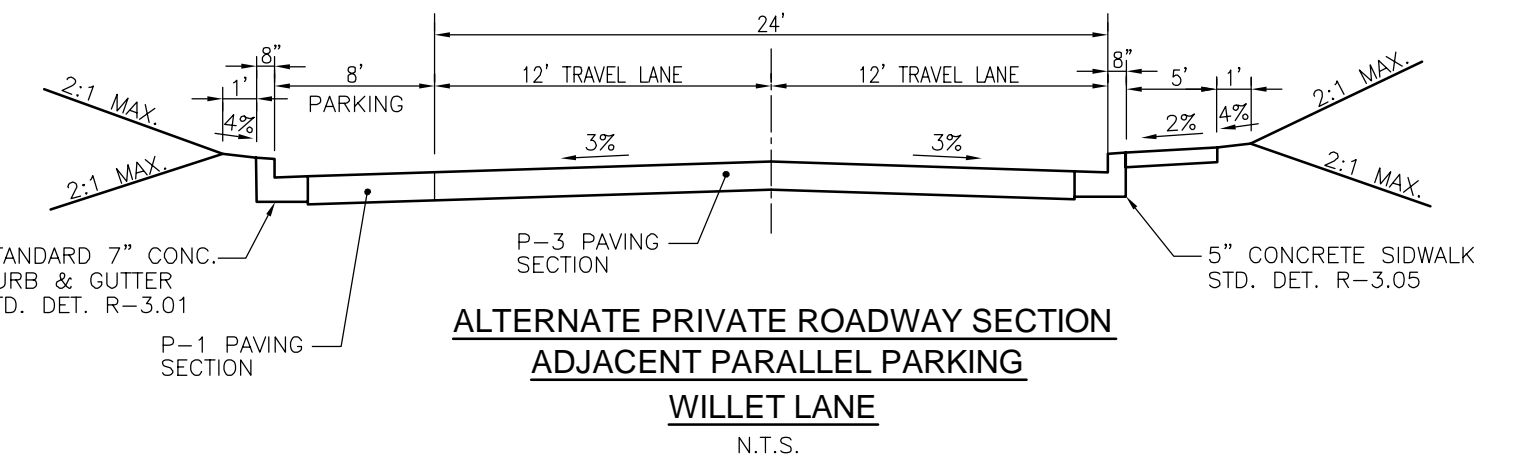 24'
8"
8'
12' TRAVEL LANE
12' TRAVEL LANE
8"
5'
1'
1'
PARKING
2:1 MAX.
2:1 MAX.
4%
3%
3%
2%
4%
2:1 MAX.
2:1 MAX.
TANDARD 7" CONC.
URB & GUTTER
TD. DET. R-3.01
P-1 PAVING
SECTION
P-3 PAVING
SECTION
5" CONCRETE SIDWALK
STD. DET. R-3.05
ALTERNATE PRIVATE ROADWAY SECTION
ADJACENT PARALLEL PARKING
WILLET LANE
N.T.S.